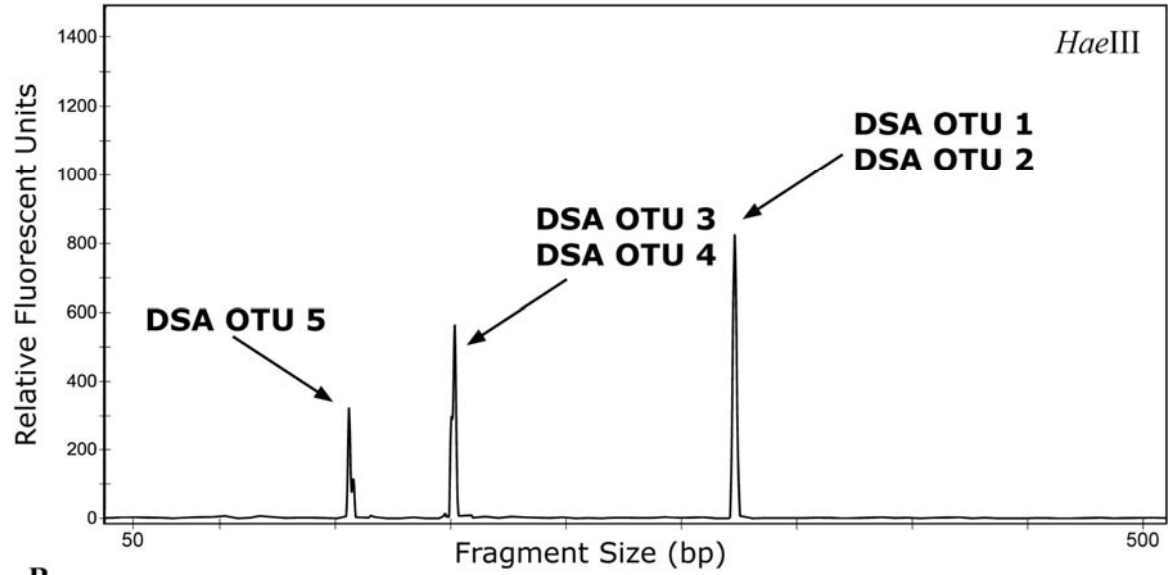 HaeIII
Relative Fluorescent Units
1400
1200
1000
800
600
400
200
0
DSA OTU 1
DSA OTU 2
DSA OTU 3
DSA OTU 4
DSA OTU 5
50
500
Fragment Size (bp)